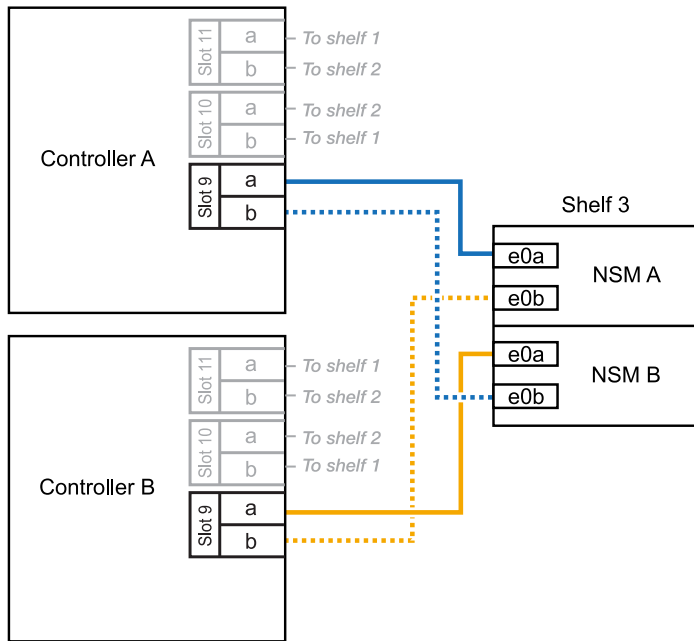 Controller A
Slot 11
a
To shelf 1
b
To shelf 2
Slot 10
a
To shelf 2
b
To shelf 1
Slot 9
a
b
Shelf 3
e0a
NSM A
e0b
e0a
NSM B
e0b
Controller B
Slot 11
a
To shelf 1
b
To shelf 2
Slot 10
a
To shelf 2
b
To shelf 1
Slot 9
a
b